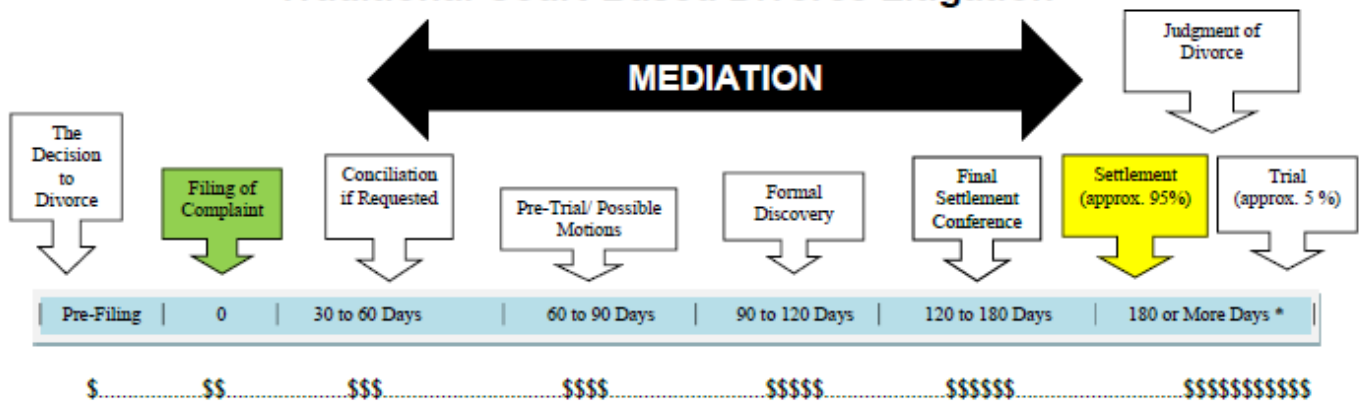 MEDIATION
Judgment of
Divorce
The
Decision
to
Divorce
Filing of
Complaint
Conciliation
if Requested
Pre-Trial/ Possible
Motions
Formal
Discovery
Final
Settlement
Conference
Settlement
(approx. 95%)
Trial
(approx. 5 %)
| Pre-Filing | 0 | 30 to 60 Days | 60 to 90 Days | 90 to 120 Days | 120 to 180 Days | 180 or More Days * |
$....................$$......................$$$...........................$$$$.......................$$$$$..................$$$$$$.........................$$$$$$$$$$$